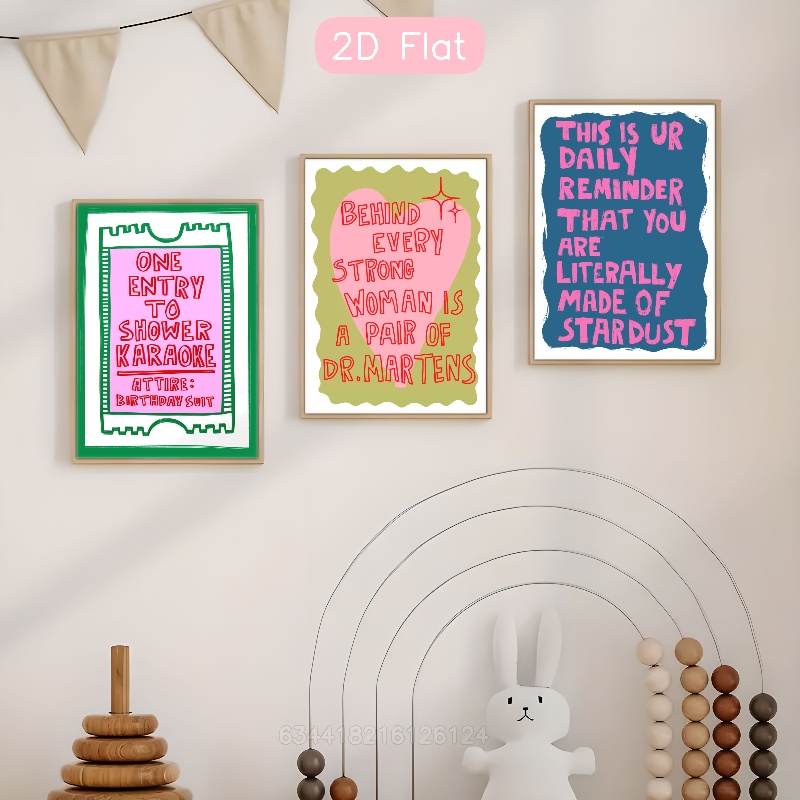 2D Flat
ONE
ENTRY
TO
SHOWER
KARAOKE
ATTIRE:
BIRTHDAY SUIT
BEHIND
EVERY
STRONG
WOMAN IS
A PAIR OF
DR. MARTENS
THIS IS UR
DAILY
REMINDER
THAT YOU
ARE
LITERALLY
MADE OF
STARDUST
634418216126124